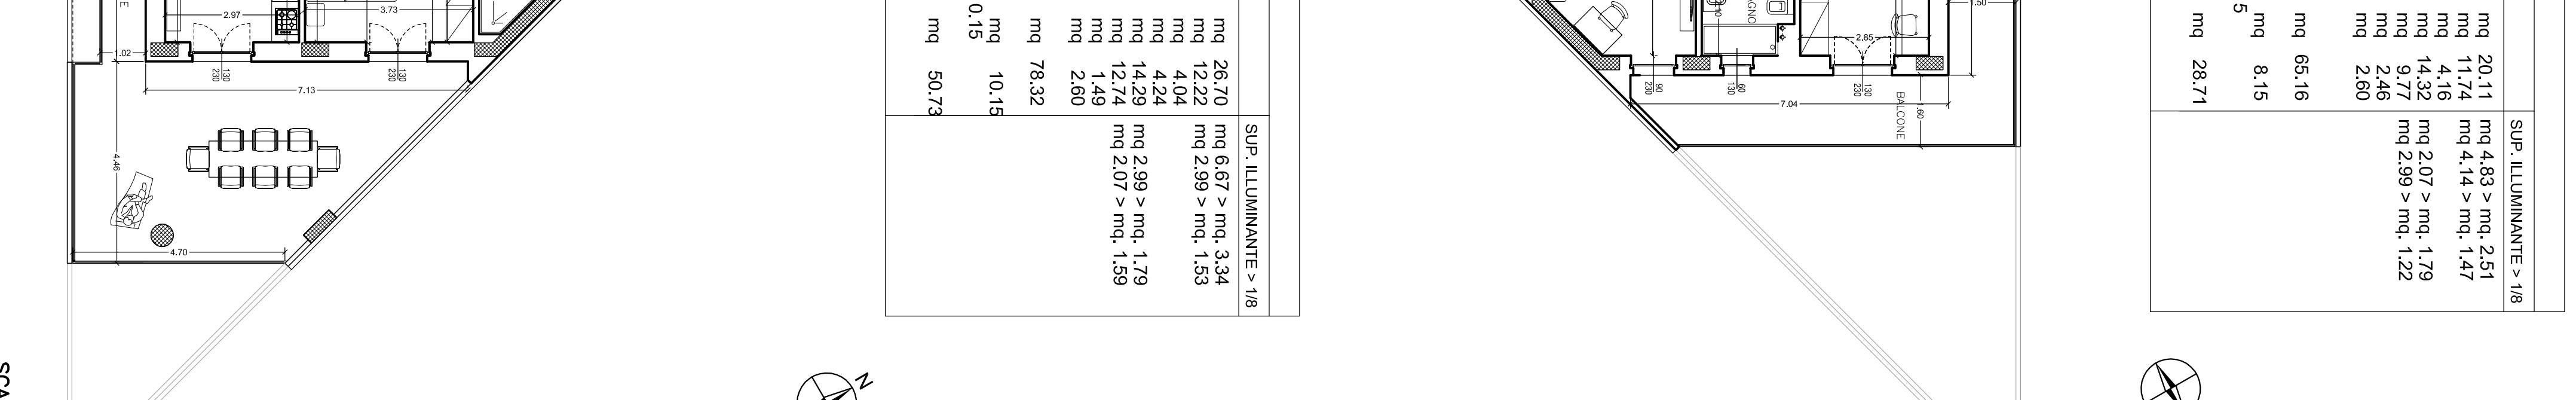 2.97
3.73
1.02
130
230
130
230
7.13
4.46
4.70
E
SCA
SUP. ILLUMINANTE > 1/8
mq 26.70 mq 6.67 > mq. 3.34
mq 12.22 mq 2.99 > mq. 1.53
mq 4.04
mq 4.24
mq 14.29 mq 2.99 > mq. 1.79
mq 12.74 mq 2.07 > mq. 1.59
mq 1.49
mq 2.60
mq 78.32
mq 10.15
0.15
mq 50.73
N
AGNO
2.85
1.50
90
230
60
130
130
230
7.04
BALCONE
1.60
SUP. ILLUMINANTE > 1/8
mq 20.11 mq 4.83 > mq. 2.51
mq 11.74 mq 4.14 > mq. 1.47
mq 4.16
mq 14.32 mq 2.07 > mq. 1.79
mq 9.77 mq 2.99 > mq. 1.22
mq 2.46
mq 2.60
mq 65.16
mq 8.15
5
mq 28.71